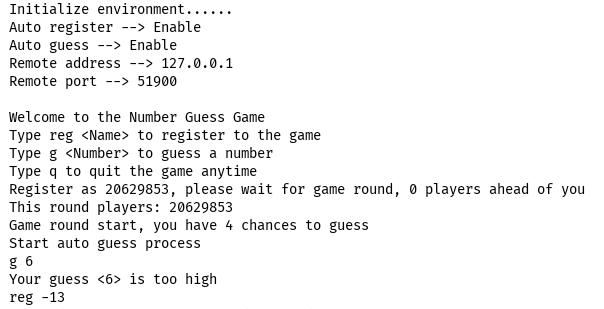 Initialize environment......
Auto register --> Enable
Auto guess --> Enable
Remote address --> 127.0.0.1
Remote port --> 51900
Welcome to the Number Guess Game
Type reg <Name> to register to the game
Type g <Number> to guess a number
Type q to quit the game anytime
Register as 20629853, please wait for game round, 0 players ahead of you
This round players: 20629853
Game round start, you have 4 chances to guess
Start auto guess process
g 6
Your guess <6> is too high
reg -13